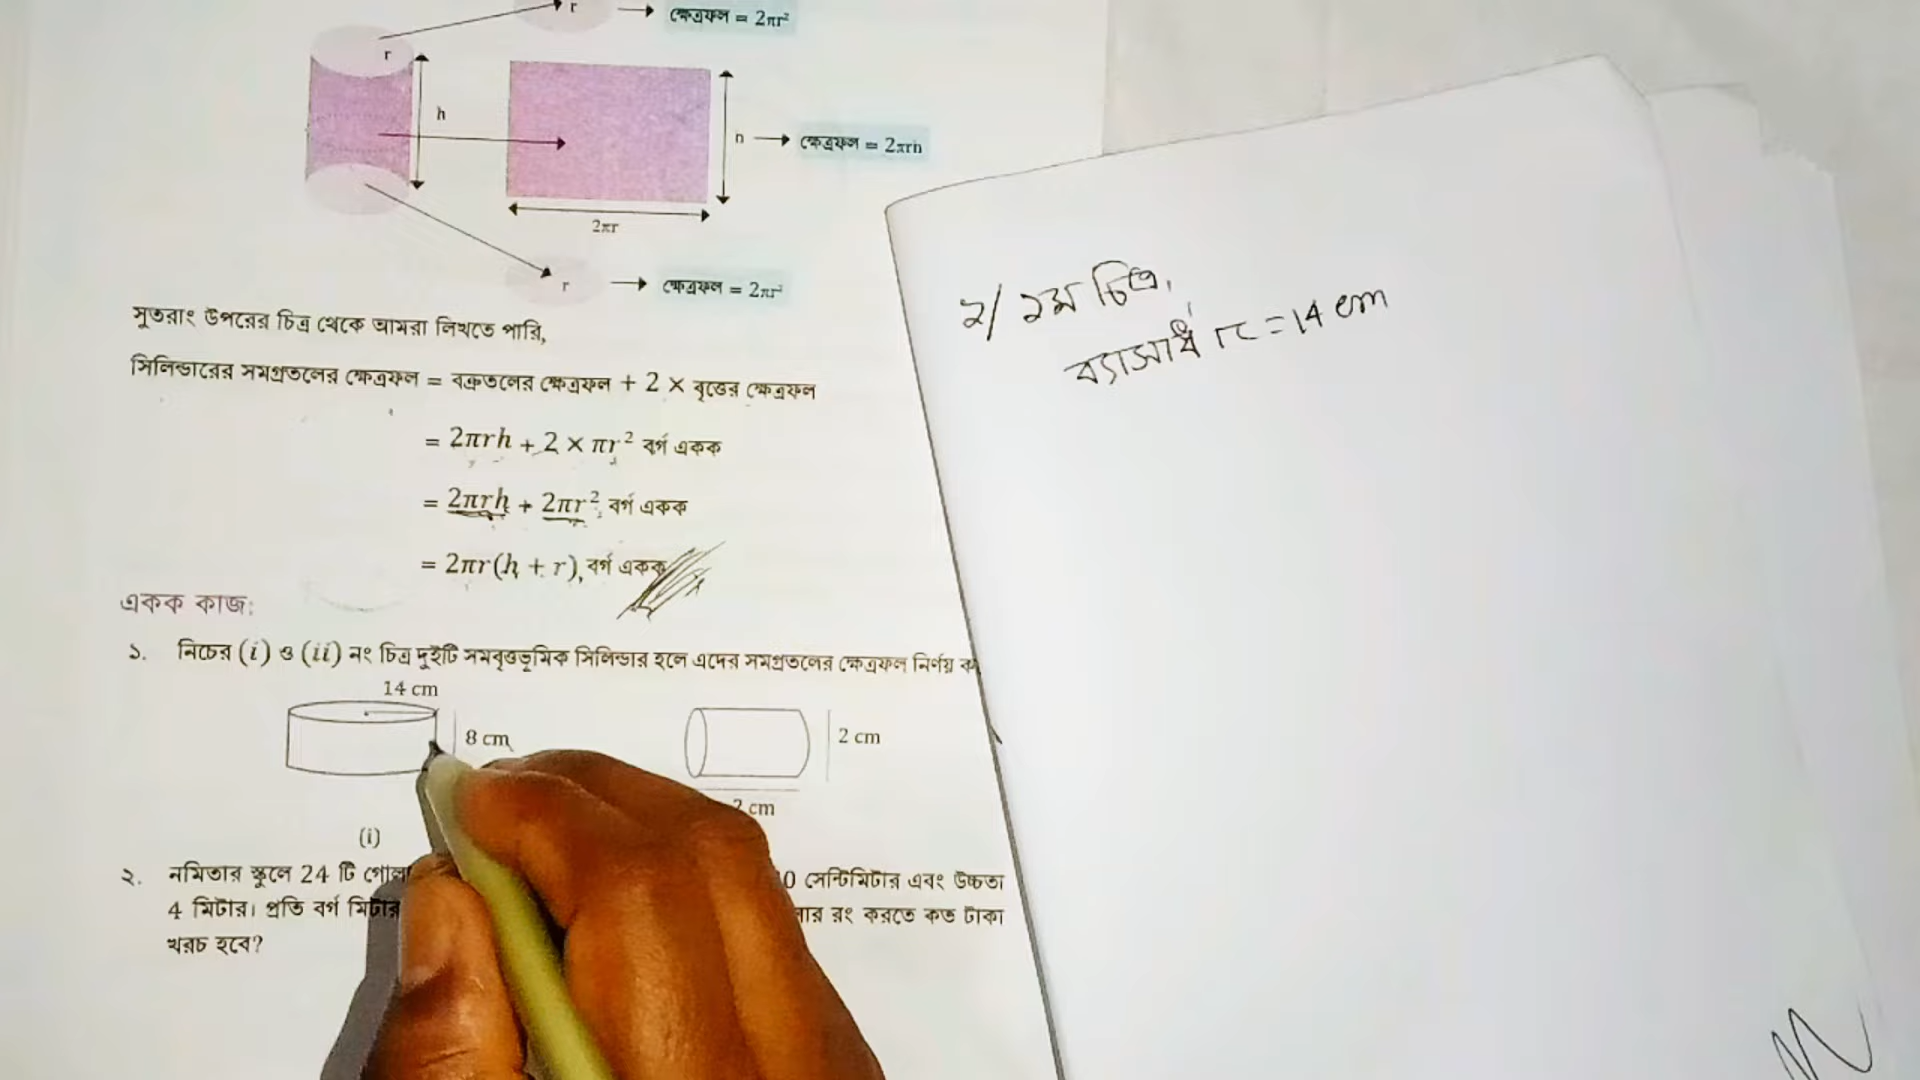 r
ক্ষেত্রফল = 2πr²
r
h
h
ক্ষেত্রফল = 2πrh
2πr
r
ক্ষেত্রফল = 2πr²
সুতরাং উপরের চিত্র থেকে আমরা লিখতে পারি,
সিলিন্ডারের সমগ্রতলের ক্ষেত্রফল = বক্রতলের ক্ষেত্রফল + 2 × বৃত্তের ক্ষেত্রফল
= 2πrh + 2 × πr² বর্গ একক
= 2πrh + 2πr² বর্গ একক
= 2πr(h + r), বর্গ একক
একক কাজ:
১. নিচের (i) ও (ii) নং চিত্র দুইটি সমবৃত্তভূমিক সিলিন্ডার হলে এদের সমগ্রতলের ক্ষেত্রফল নির্ণয়
14 cm
8 cm
2 cm
2 cm
(i)
২. নমিতার স্কুলে 24 টি সেন্টিমিটার এবং উচ্চতা
4 মিটার। প্রতি বর্গ মিটার রং করতে কত টাকা
খরচ হবে?
২/ ১ম চিত্র,
ব্যাসার্ধ r = 14 cm